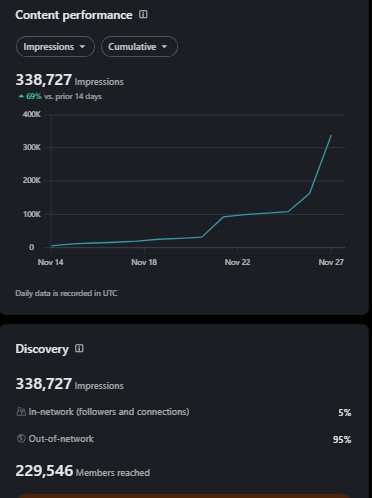 Content performance
Impressions
Cumulative
338,727 Impressions
69% vs. prior 14 days
400K
300K
200K
100K
0
Nov 14 Nov 18 Nov 22 Nov 27
Daily data is recorded in UTC
Discovery
338,727 Impressions
In-network (followers and connections) 5%
Out-of-network 95%
229,546 Members reached